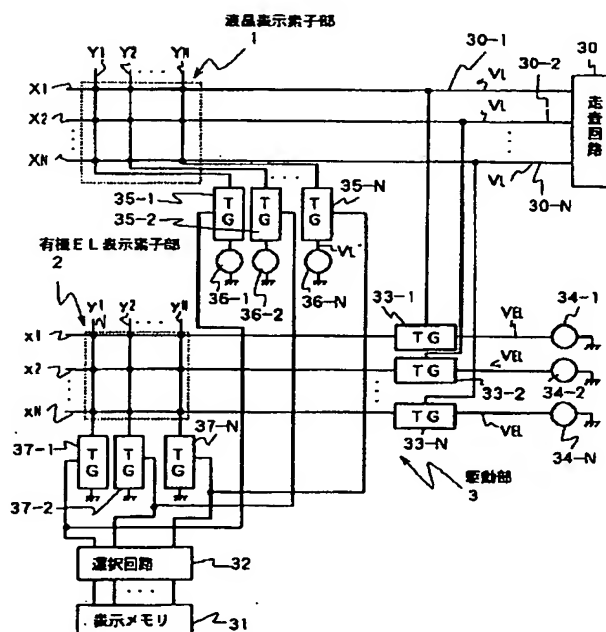 液晶表示素子部
1
Y1 Y2 ..... YN
X1
X2
XN
30-1
30-2
30
VL
VL
VL
走査回路
30-N
35-1
35-2
35-N
TG
TG
TG
VL
36-1
36-2
36-N
有機EL表示素子部
2
Y1 Y2 ..... YN
x1
x2
xN
33-1
TG
VEL
34-1
TG
VEL
34-2
33-2
TG
VEL
33-N
34-N
37-1
37-2
37-N
TG
TG
TG
駆動部
3
選択回路
32
表示メモリ
31